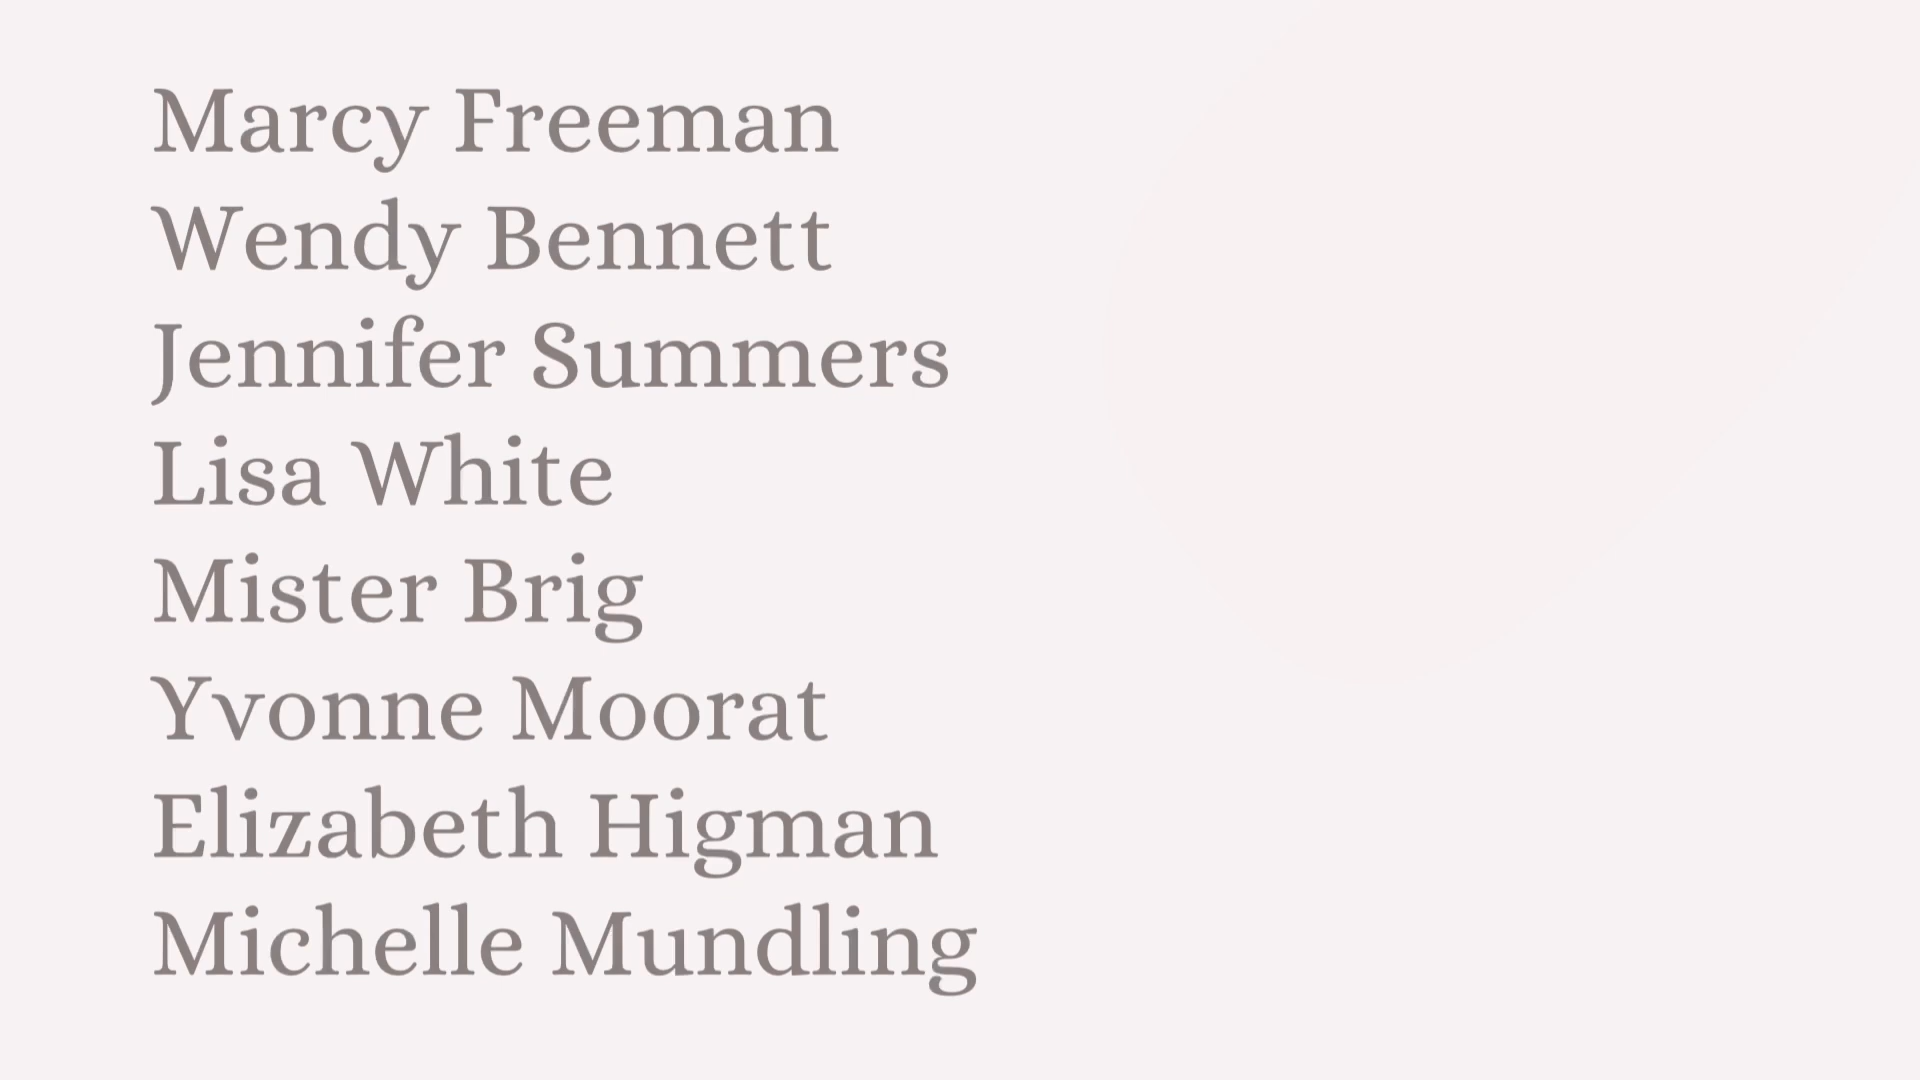 Marcy Freeman
Wendy Bennett
Jennifer Summers
Lisa White
Mister Brig
Yvonne Moorat
Elizabeth Higman
Michelle Mundling